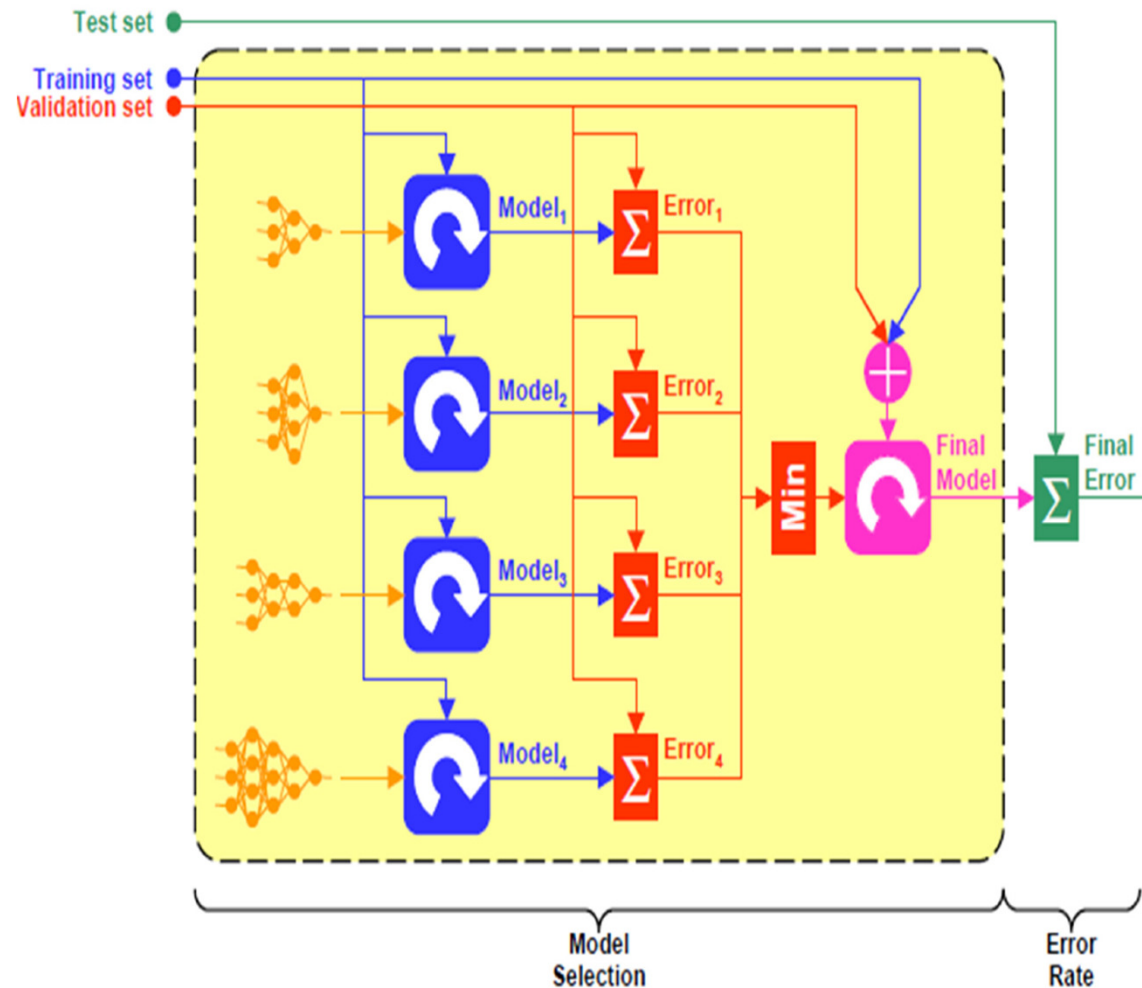 Test set
Training set
Validation set
Model1
Error1
Σ
Model2
Error2
Σ
Final
Model
Final
Error
Min
Σ
Model3
Error3
Σ
Model4
Error4
Σ
Model
Selection
Error
Rate